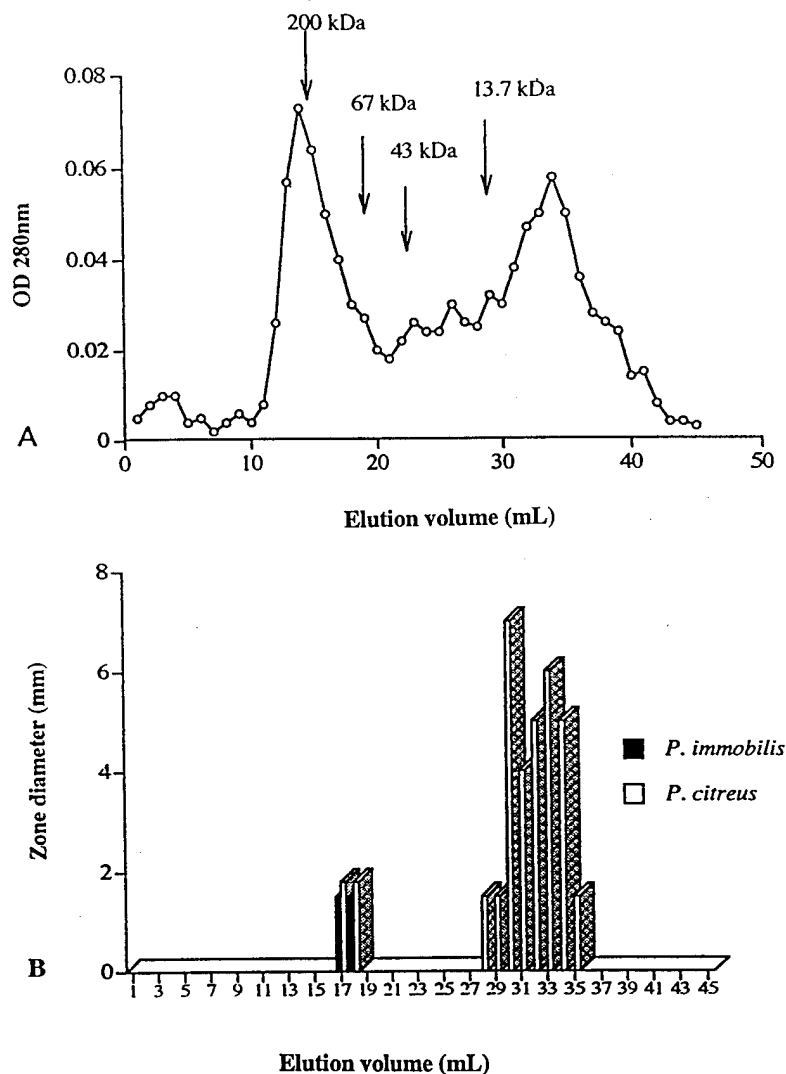 200 kDa
0.08
67 kDa
13.7 kDa
43 kDa
0.06
0.04
0.02
0
OD 280nm
A
0 10 20 30 40 50
Elution volume (mL)
8
6
4
2
0
Zone diameter (mm)
P. immobilis
P. citreus
B
1 3 5 7 9 11 13 15 17 19 21 23 25 27 29 31 33 35 37 39 41 43 45
Elution volume (mL)